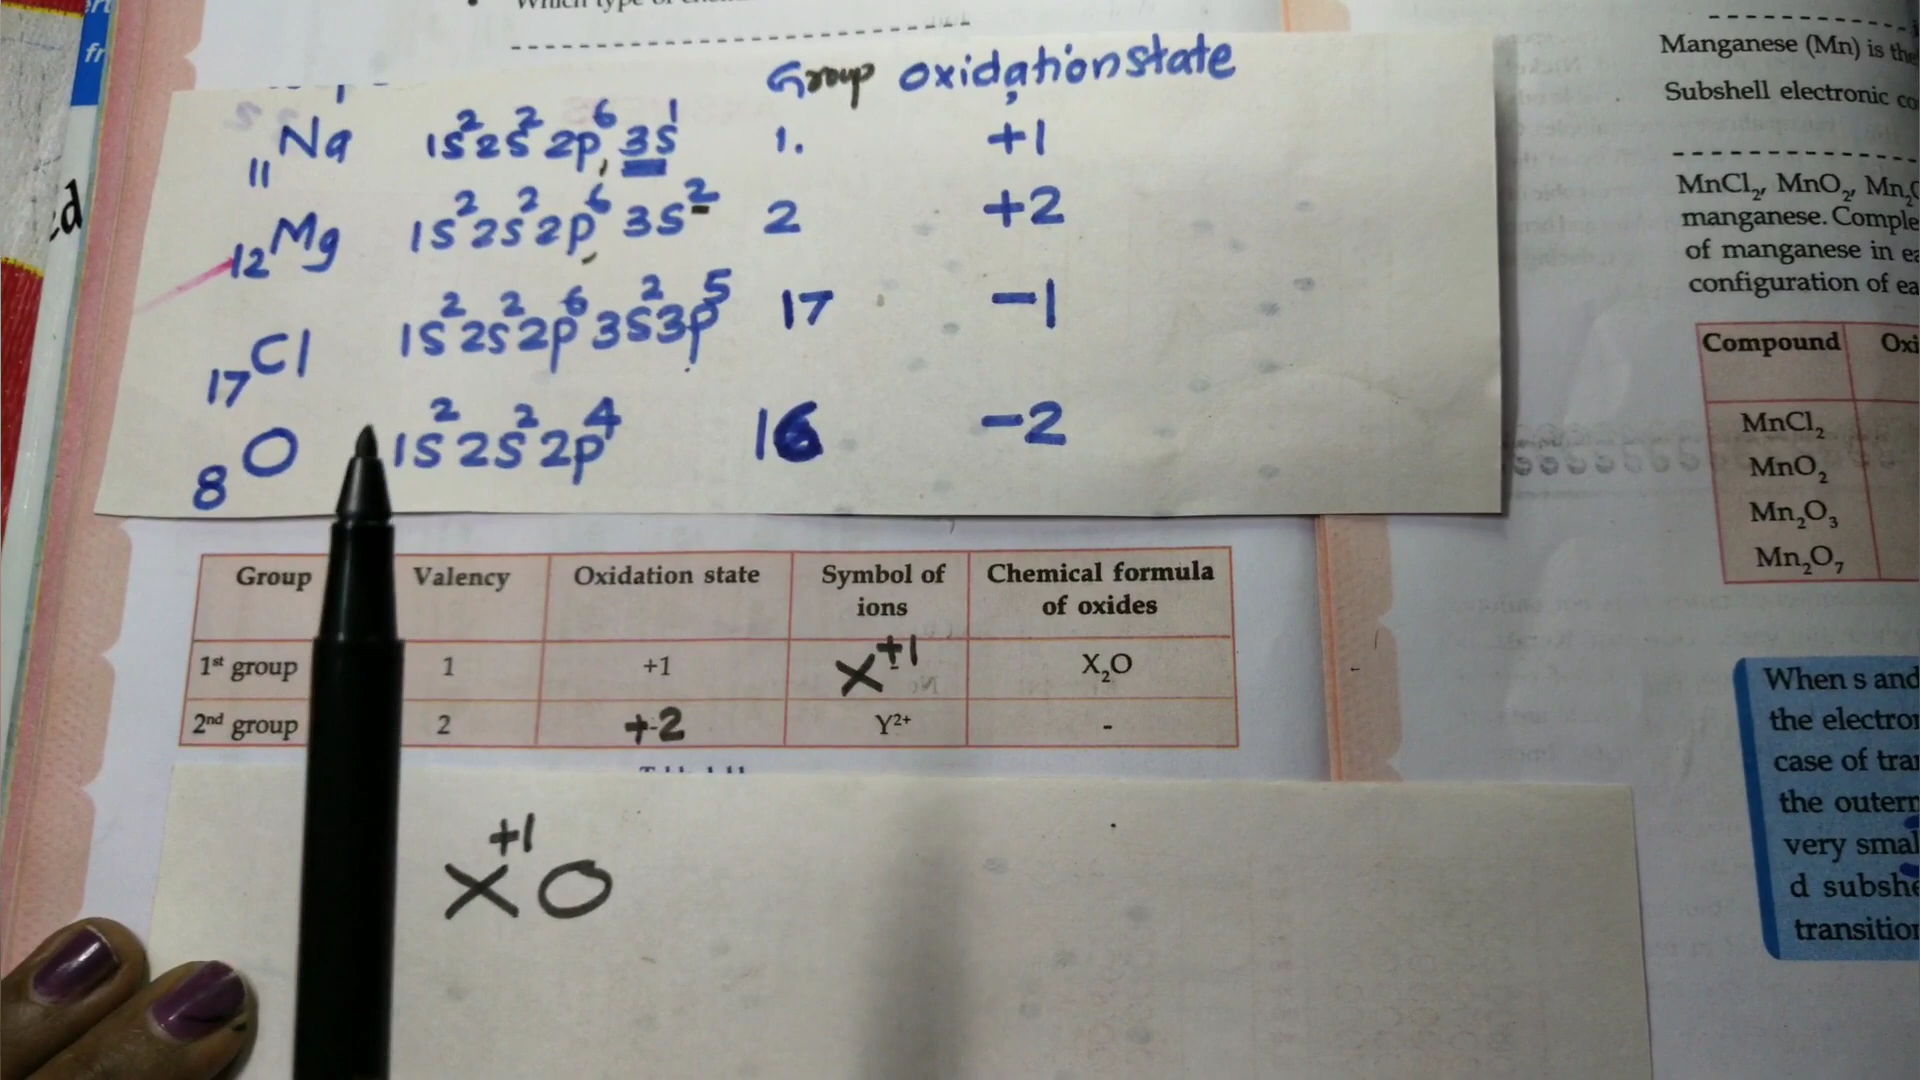 fr
Group oxidation state
11Na 1s² 2s² 2p⁶ 3s¹ 1. +1
12Mg 1s² 2s² 2p⁶ 3s² 2 +2
17Cl 1s² 2s² 2p⁶ 3s² 3p⁵ 17 -1
8O 1s² 2s² 2p⁴ 16 -2
Group Valency Oxidation state Symbol of ions Chemical formula of oxides
1st group 1 +1 X+1 X₂O
2nd group 2 +2 Y²⁺ -
X+1 O
Manganese (Mn) is the
Subshell electronic co
MnCl₂, MnO₂, Mn₂O
manganese. Comple
of manganese in ea
configuration of ea
Compound Oxi
MnCl₂
MnO₂
Mn₂O₃
Mn₂O₇
When s and
the electron
case of tran
the outerm
very smal
d subshe
transition